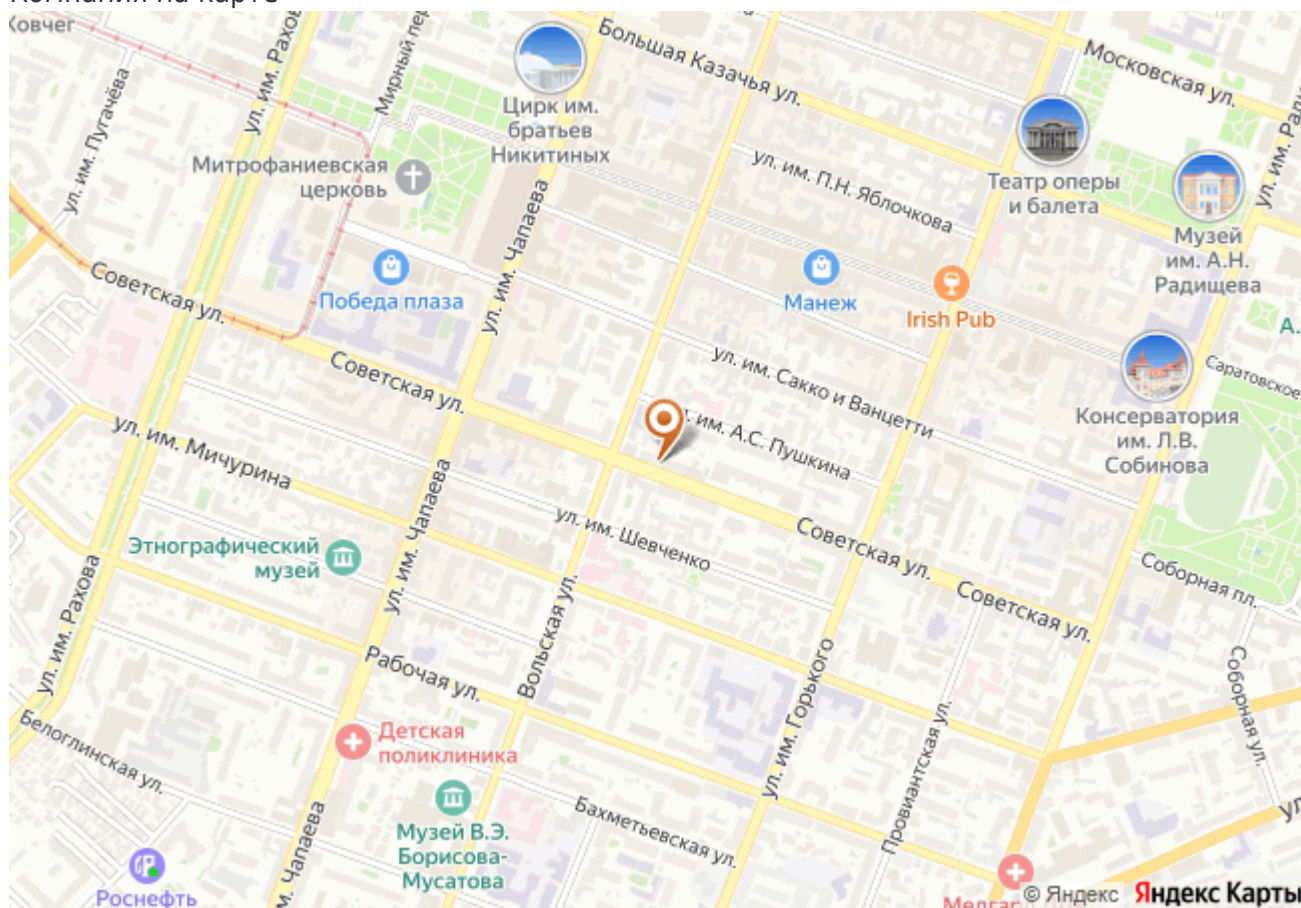 Компания на карте
Ковчег
ул. им. Пугачёва
ул. им. Рахова
Мирный пер
Цирк им.
братьев
Никитиных
Большая Казачья ул.
Московская ул.
Митрофаниевская
церковь
ул. им. П.Н. Яблочкова
Театр оперы
и балета
ул. им. Ради
Музей
им. А.Н.
Радищева
Советская ул.
Победа плаза
ул. им. Чапаева
Манеж
Irish Pub
А.
Советская ул.
ул. им. Сакко и Ванцетти
Саратовское
Консерватория
им. Л.В.
Собинова
ул. им. Мичурина
л. им. А.С. Пушкина
Этнографический
музей
ул. им. Чапаева
ул. им. Шевченко
Советская ул.
Советская ул.
Соборная пл.
ул. им. Рахова
Рабочая ул.
Вольская ул.
ул. им. Горького
Провиантская ул.
Соборная ул.
Белоглинская ул.
Детская
поликлиника
Музей В.Э.
Борисова-
Мусатова
Бахметьевская ул.
ул
м. Чапаева
Роснефть
Медгар
© Яндекс Яндекс Карты